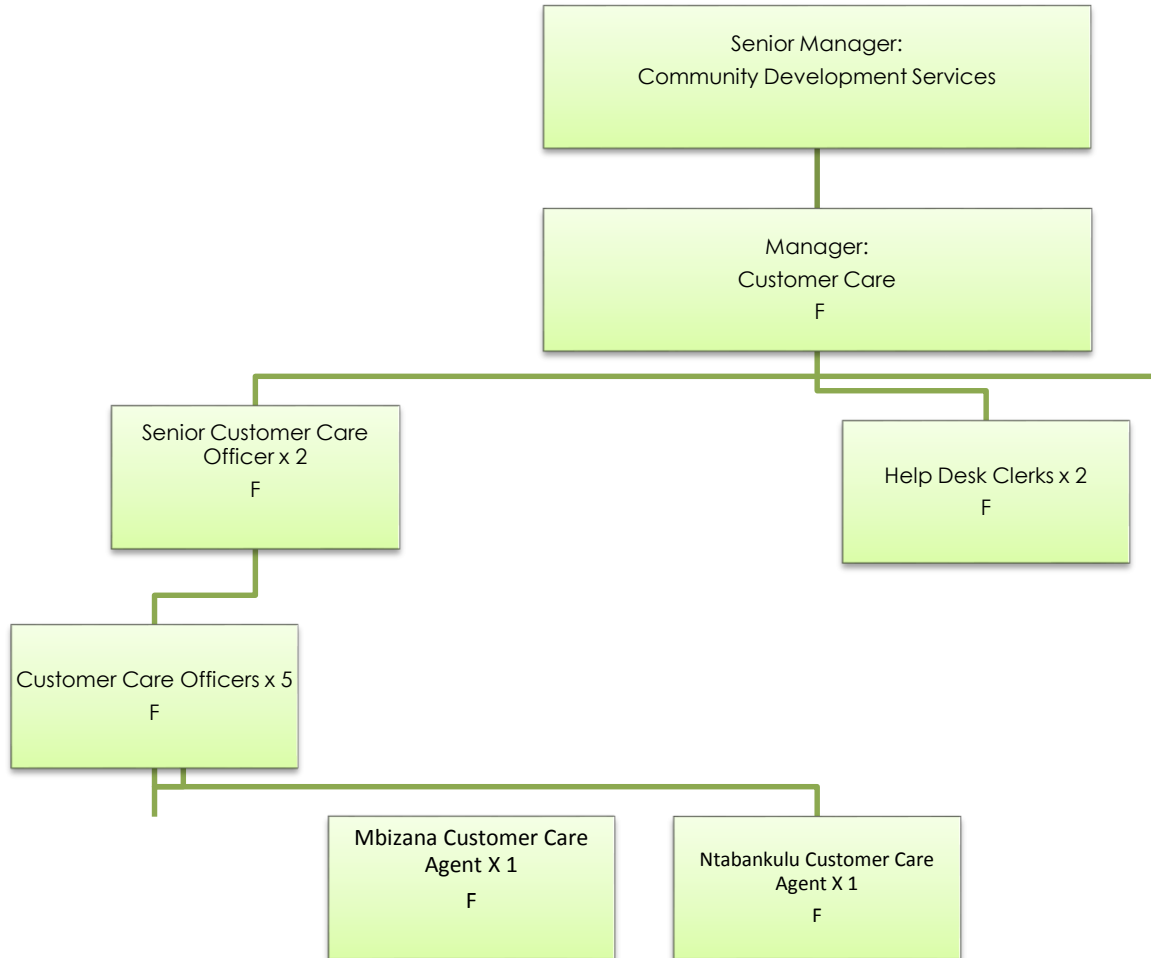 Senior Manager:
Community Development Services
Manager:
Customer Care
F
Senior Customer Care
Officer x 2
F
Help Desk Clerks x 2
F
Customer Care Officers x 5
F
Mbizana Customer Care
Agent X 1
F
Ntabankulu Customer Care
Agent X 1
F